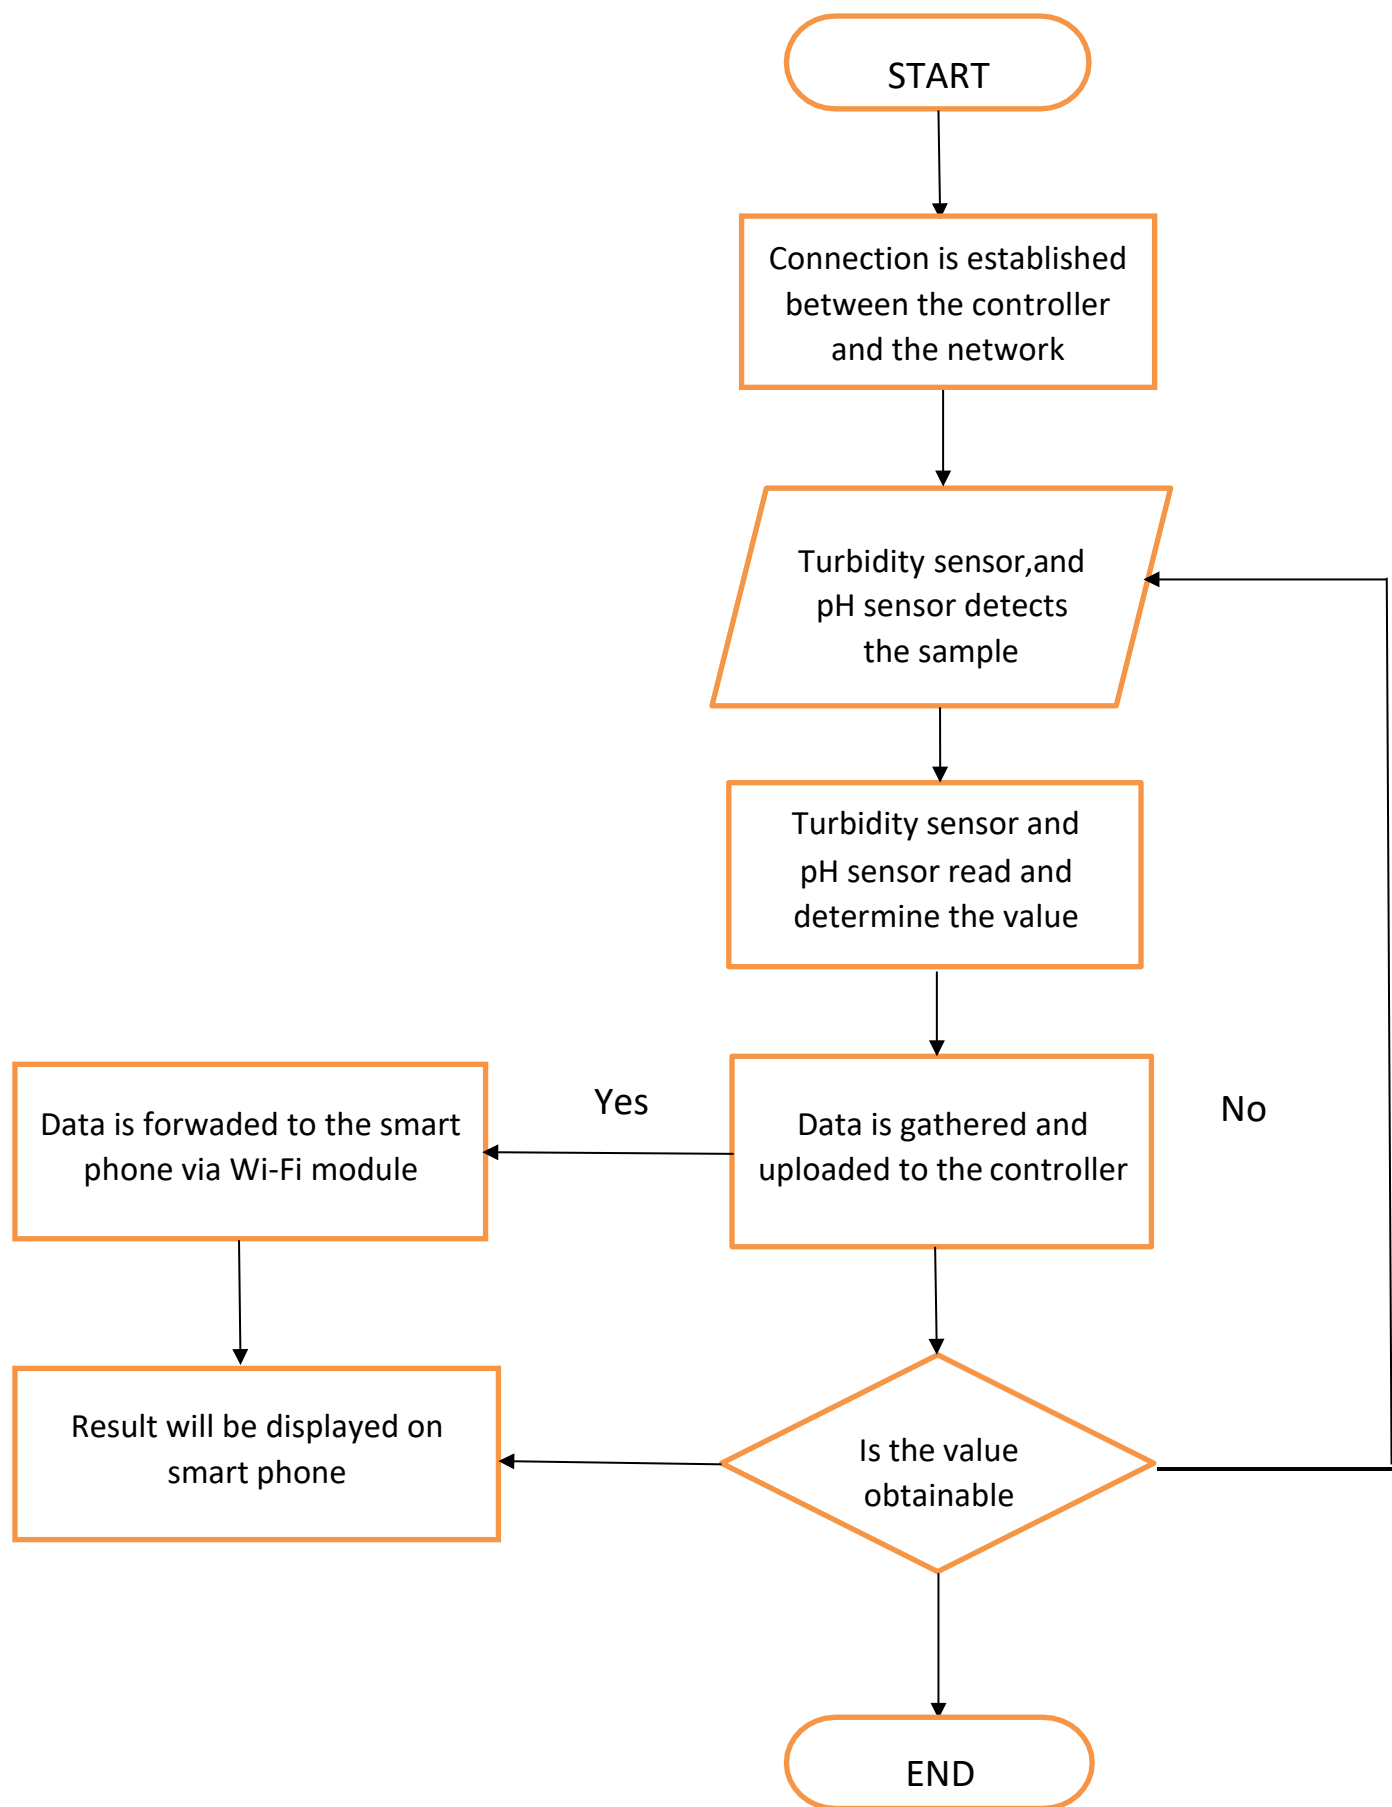 START
Connection is established
between the controller
and the network
Turbidity sensor,and
pH sensor detects
the sample
Turbidity sensor and
pH sensor read and
determine the value
Data is forwaded to the smart
phone via Wi-Fi module
Yes
Data is gathered and
uploaded to the controller
No
Result will be displayed on
smart phone
Is the value
obtainable
END